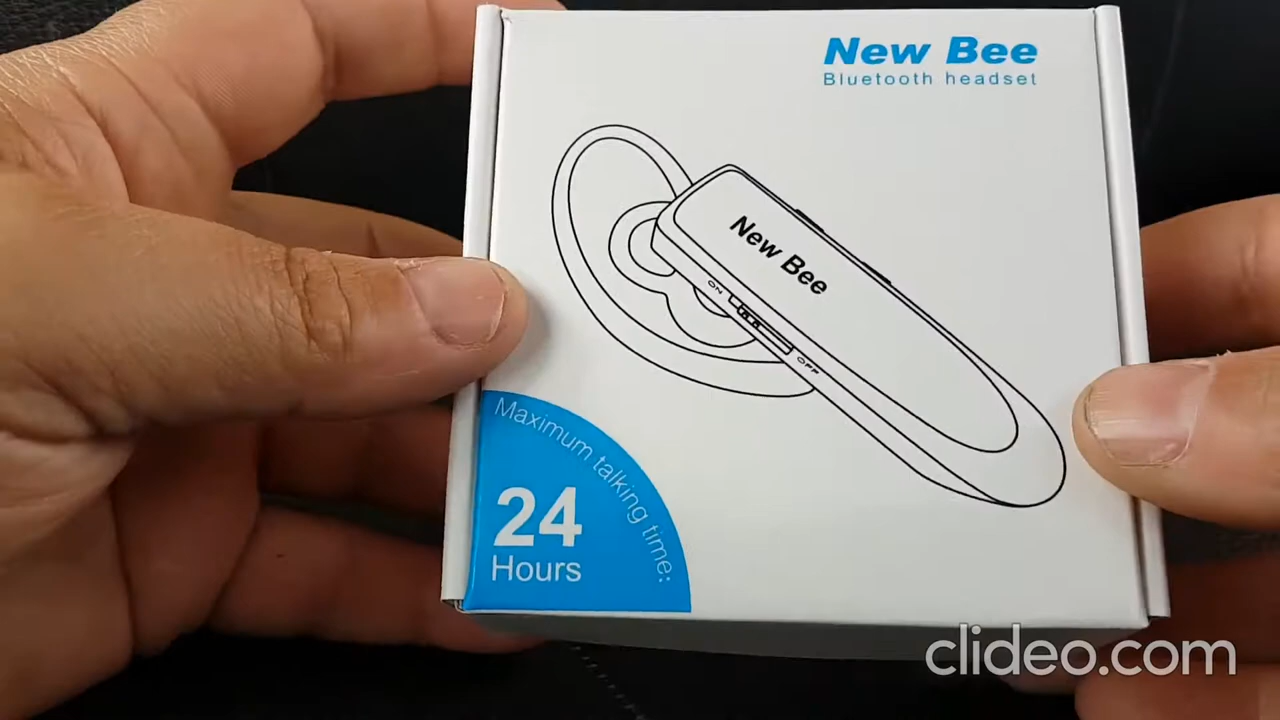 New Bee
Bluetooth headset
New Bee
ON
OFF
Maximum talking time:
24
Hours
clideo.com